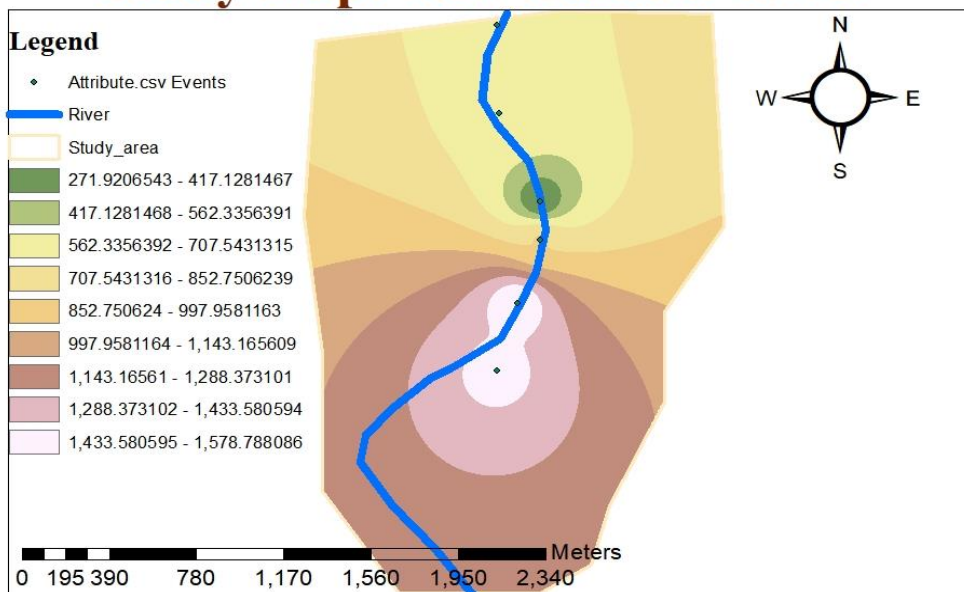 Legend
Attribute.csv Events
River
Study_area
271.9206543 - 417.1281467
417.1281468 - 562.3356391
562.3356392 - 707.5431315
707.5431316 - 852.7506239
852.750624 - 997.9581163
997.9581164 - 1,143.165609
1,143.16561 - 1,288.373101
1,288.373102 - 1,433.580594
1,433.580595 - 1,578.788086
N
W E
S
Meters
0 195 390 780 1,170 1,560 1,950 2,340